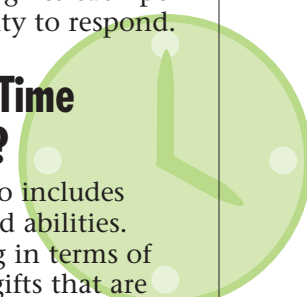 ty to respond.
Time
?
o includes
d abilities.
g in terms of
gifts that are